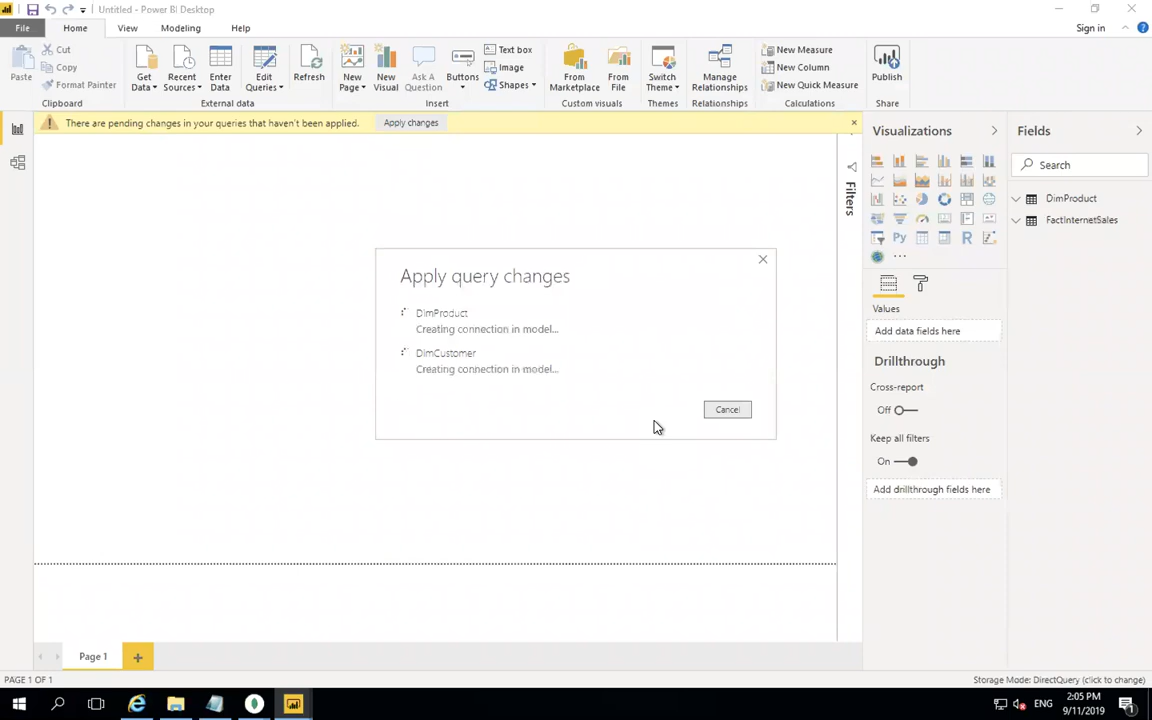 Untitled - Power BI Desktop
File
Home
View
Modeling
Help
Sign in
Paste
Cut
Copy
Format Painter
Clipboard
Get Data
Recent Sources
Enter Data
Edit Queries
Refresh
External data
New Page
New Visual
Ask A Question
Buttons
Text box
Image
Shapes
Insert
From Marketplace
From File
Custom visuals
Switch Theme
Themes
Manage Relationships
Relationships
New Measure
New Column
New Quick Measure
Calculations
Publish
Share
There are pending changes in your queries that haven't been applied.
Apply changes
Filters
Apply query changes
DimProduct
Creating connection in model...
DimCustomer
Creating connection in model...
Cancel
Visualizations
Py
R
Values
Add data fields here
Drillthrough
Cross-report
Off
Keep all filters
On
Add drillthrough fields here
Fields
Search
DimProduct
FactInternetSales
Page 1
PAGE 1 OF 1
Storage Mode: DirectQuery (click to change)
ENG
2:05 PM
9/11/2019
1